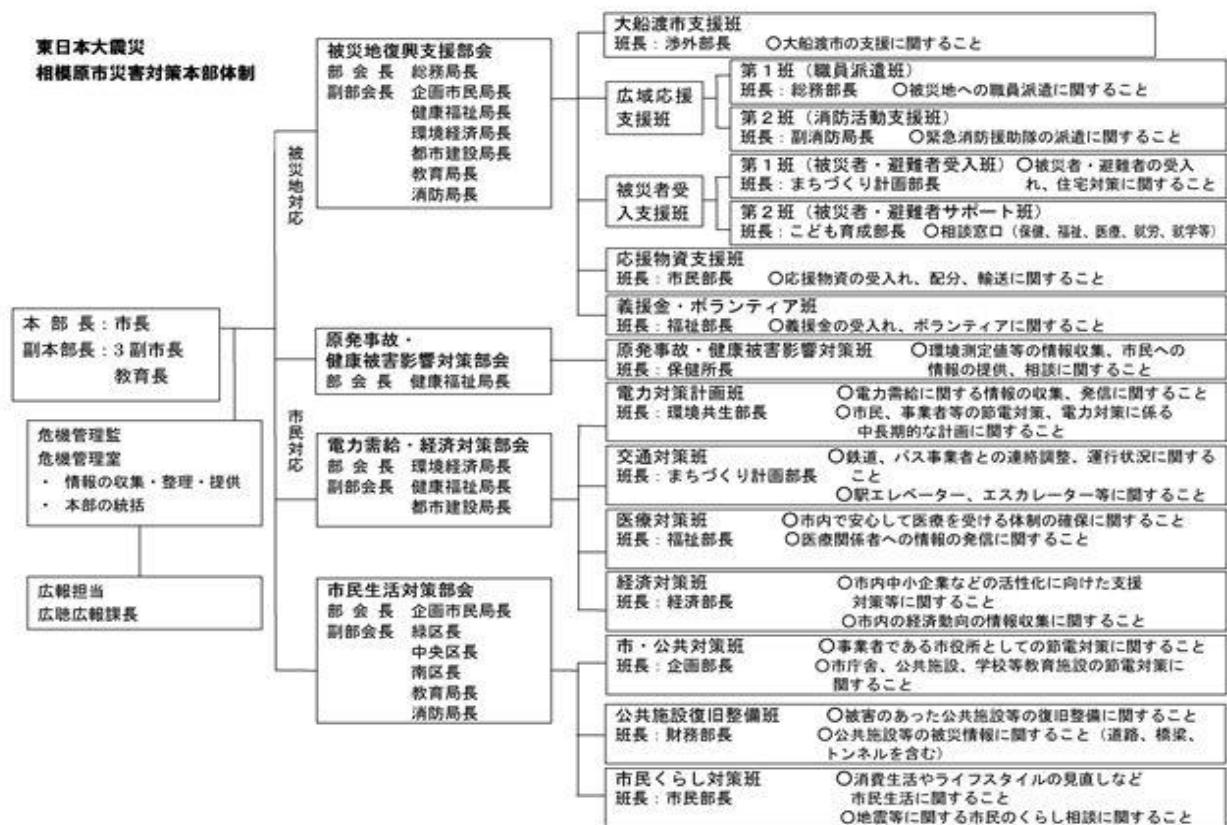 東日本大震災
相模原市災害対策本部体制
本 部 長：市長
副本部長：３副市長
教育長
危機管理監
危機管理室
・ 情報の収集・整理・提供
・ 本部の統括
広報担当
広聴広報課長
被災地対応
市民対応
被災地復興支援部会
部 会 長 総務局長
副部会長 企画市民局長
健康福祉局長
環境経済局長
都市建設局長
教育局長
消防局長
大船渡市支援班
班長：渉外部長 ○大船渡市の支援に関すること
広域応援
支援班
第１班（職員派遣班）
班長：総務部長 ○被災地への職員派遣に関すること
第２班（消防活動支援班）
班長：副消防局長 ○緊急消防援助隊の派遣に関すること
被災者受
入支援班
第１班（被災者・避難者受入班）○被災者・避難者の受入
班長：まちづくり計画部長 れ、住宅対策に関すること
第２班（被災者・避難者サポート班）
班長：こども育成部長 ○相談窓口（保健、福祉、医療、就労、就学等）
応援物資支援班
班長：市民部長 ○応援物資の受入れ、配分、輸送に関すること
義援金・ボランティア班
班長：福祉部長 ○義援金の受入れ、ボランティアに関すること
原発事故・
健康被害影響対策部会
部 会 長 健康福祉局長
原発事故・健康被害影響対策班 ○環境測定値等の情報収集、市民への
班長：保健所長 情報の提供、相談に関すること
電力需給・経済対策部会
部 会 長 環境経済局長
副部会長 健康福祉局長
都市建設局長
電力対策計画班 ○電力需給に関する情報の収集、発信に関すること
班長：環境共生部長 ○市民、事業者等の節電対策、電力対策に係る
中長期的な計画に関すること
交通対策班 ○鉄道、バス事業者との連絡調整、運行状況に関する
班長：まちづくり計画部長 こと
○駅エレベーター、エスカレーター等に関すること
医療対策班 ○市内で安心して医療を受ける体制の確保に関すること
班長：福祉部長 ○医療関係者への情報の発信に関すること
経済対策班 ○市内中小企業などの活性化に向けた支援
班長：経済部長 対策等に関すること
○市内の経済動向の情報収集に関すること
市民生活対策部会
部 会 長 企画市民局長
副部会長 緑区長
中央区長
南区長
教育局長
消防局長
市・公共対策班 ○事業者である市役所としての節電対策に関すること
班長：企画部長 ○市庁舎、公共施設、学校等教育施設の節電対策に
関すること
公共施設復旧整備班 ○被害のあった公共施設等の復旧整備に関すること
班長：財務部長 ○公共施設等の被災情報に関すること（道路、橋梁、
トンネルを含む）
市民くらし対策班 ○消費生活やライフスタイルの見直しなど
班長：市民部長 市民生活に関すること
○地震等に関する市民のくらし相談に関すること